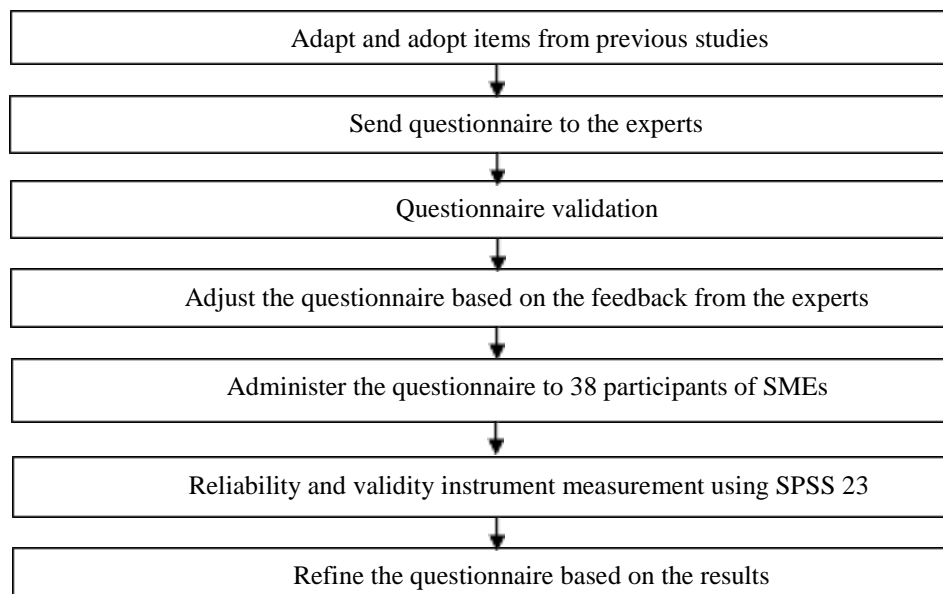 Adapt and adopt items from previous studies
Send questionnaire to the experts
Questionnaire validation
Adjust the questionnaire based on the feedback from the experts
Administer the questionnaire to 38 participants of SMEs
Reliability and validity instrument measurement using SPSS 23
Refine the questionnaire based on the results